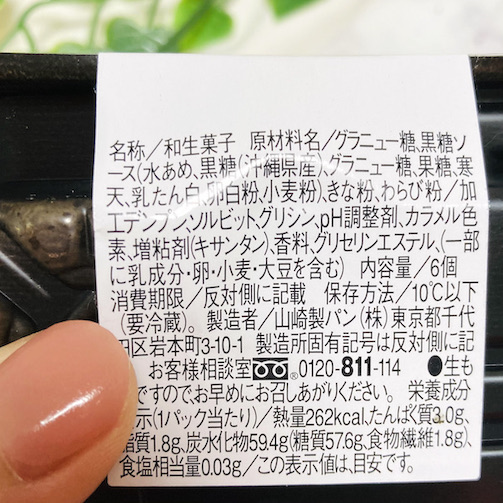 名称／和生菓子 原材料名／グラニュー糖、黒糖ソ
ース(水あめ、黒糖(沖縄県産)、グラニュー糖、果糖、寒
天、乳たん白、卵白粉、小麦粉)、きな粉、わらび粉／加
工デンプン、ソルビット、グリシン、pH調整剤、カラメル色
素、増粘剤(キサンタン)、香料、グリセリンエステル、(一部
に乳成分・卵・小麦・大豆を含む) 内容量／6個
消費期限／反対側に記載 保存方法／10℃以下
(要冷蔵)。製造者／山崎製パン(株)東京都千代
田区岩本町3-10-1 製造所固有記号は反対側に記
お客様相談室 0120-811-114 ●生も
ですので、お早めにお召しあがりください。 栄養成分
示(1パック当たり)／熱量262kcal、たんぱく質3.0g、
脂質1.8g、炭水化物59.4g(糖質57.6g、食物繊維1.8g)、
食塩相当量0.03g／この表示値は、目安です。